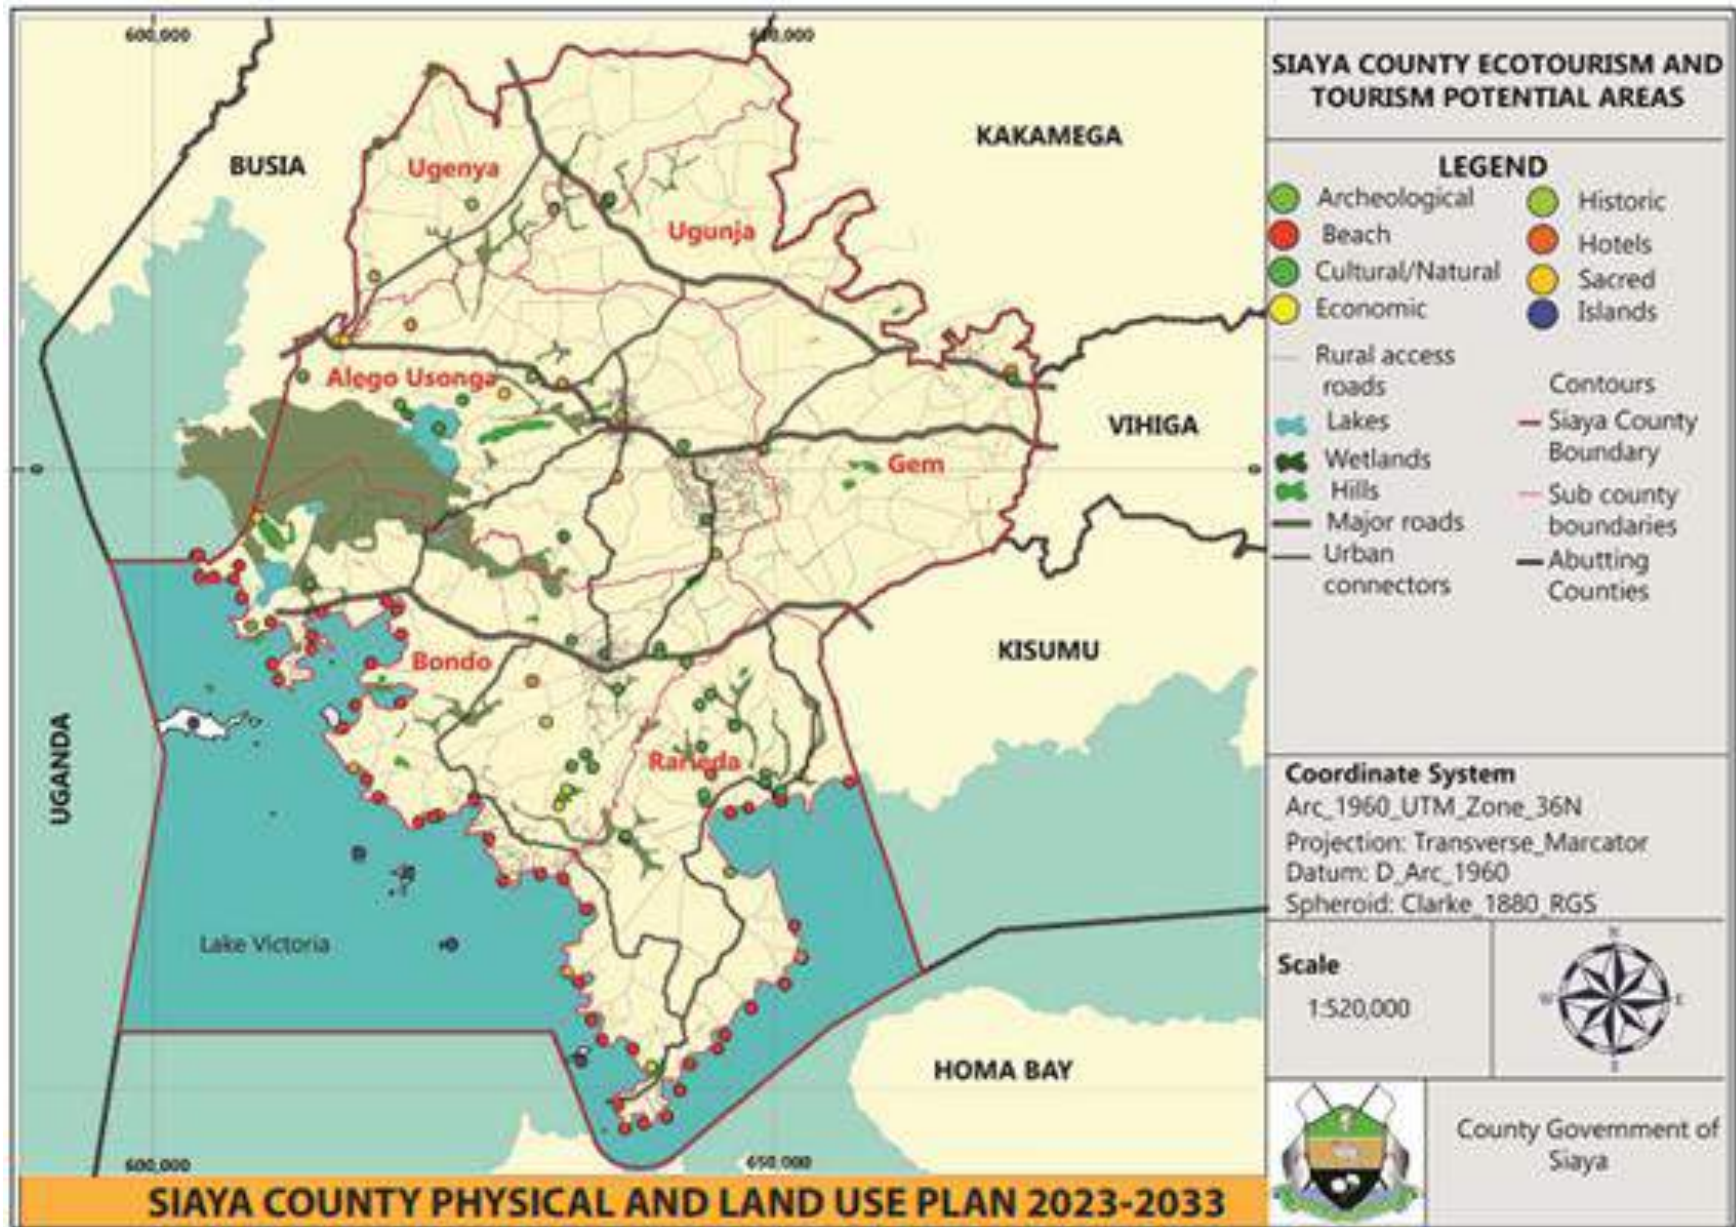 600,000
650,000
BUSIA
KAKAMEGA
Ugenya
Ugunja
Alego Usonga
VIHIGA
Gem
0
0
Bondo
KISUMU
UGANDA
Rarieda
Lake Victoria
HOMA BAY
600,000
650,000
SIAYA COUNTY PHYSICAL AND LAND USE PLAN 2023-2033
SIAYA COUNTY ECOTOURISM AND
TOURISM POTENTIAL AREAS
LEGEND
Archeological
Beach
Cultural/Natural
Economic
Historic
Hotels
Sacred
Islands
Rural access
roads
Lakes
Wetlands
Hills
Major roads
Urban
connectors
Contours
Siaya County
Boundary
Sub county
boundaries
Abutting
Counties
Coordinate System
Arc_1960_UTM_Zone_36N
Projection: Transverse_Marcator
Datum: D_Arc_1960
Spheroid: Clarke_1880_RGS
Scale
1:520,000
N
W
E
S
County Government of
Siaya